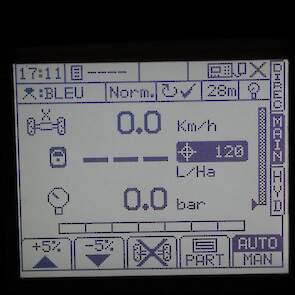 17:11 -----
:BLEU Norm. 28m
0.0 Km/h
--- 120
L/Ha
0.0 bar
+5% -5% PART AUTO
MAN
DIREC
MAIN
HYD